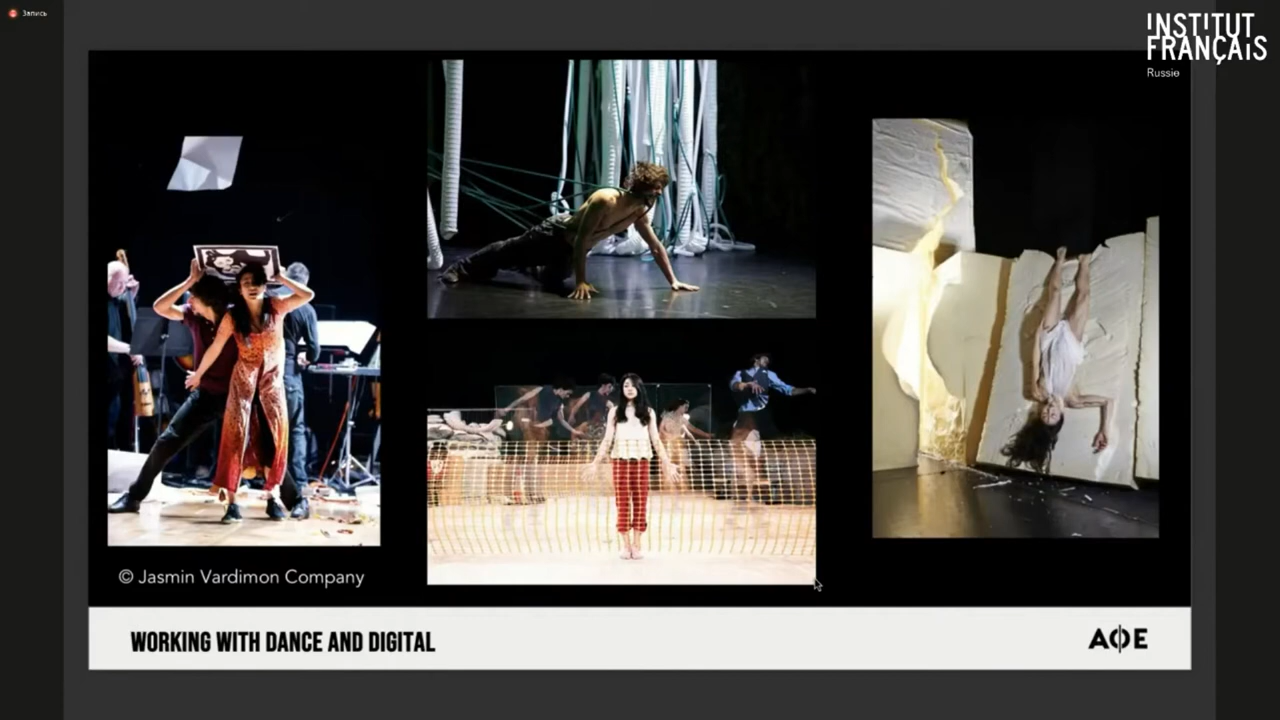 Запись
INSTITUT
FRANÇAIS
Russie
© Jasmin Vardimon Company
WORKING WITH DANCE AND DIGITAL
AΦE